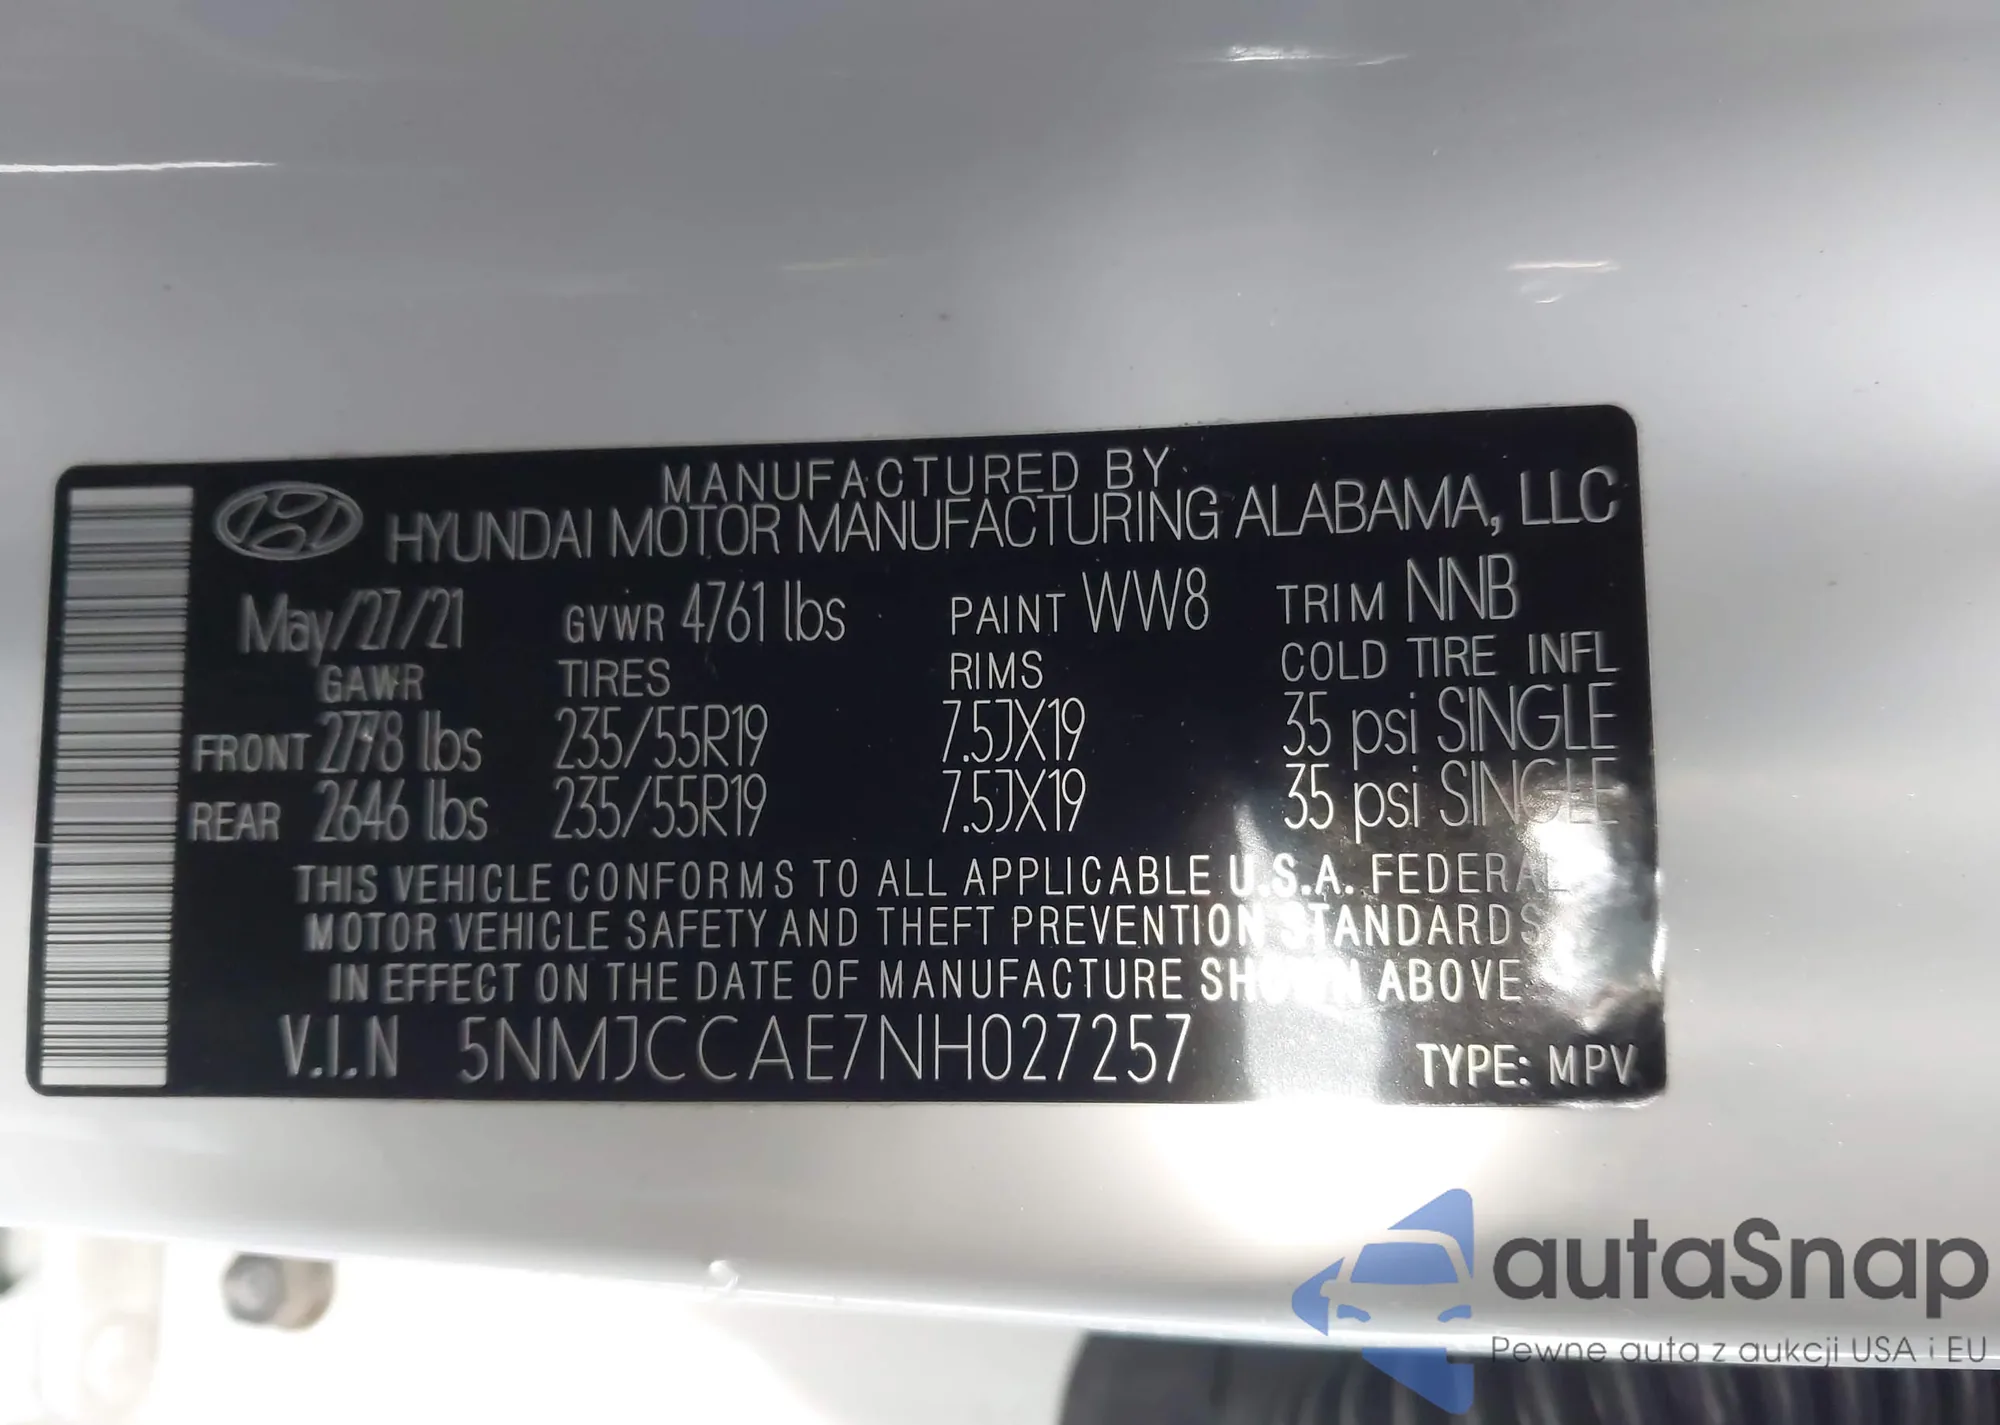 MANUFACTURED BY
HYUNDAI MOTOR MANUFACTURING ALABAMA, LLC
May/27/21 GVWR 4761 lbs PAINT WW8 TRIM NNB
GAWR TIRES RIMS COLD TIRE INFL
FRONT 2778 lbs 235/55R19 7.5JX19 35 psi SINGLE
REAR 2646 lbs 235/55R19 7.5JX19 35 psi SINGLE
THIS VEHICLE CONFORMS TO ALL APPLICABLE U.S.A. FEDERAL
MOTOR VEHICLE SAFETY AND THEFT PREVENTION STANDARDS
IN EFFECT ON THE DATE OF MANUFACTURE SHOWN ABOVE
V.I.N 5NMJCCAE7NH027257 TYPE: MPV
autaSnap
Pewne auta z aukcji USA i EU